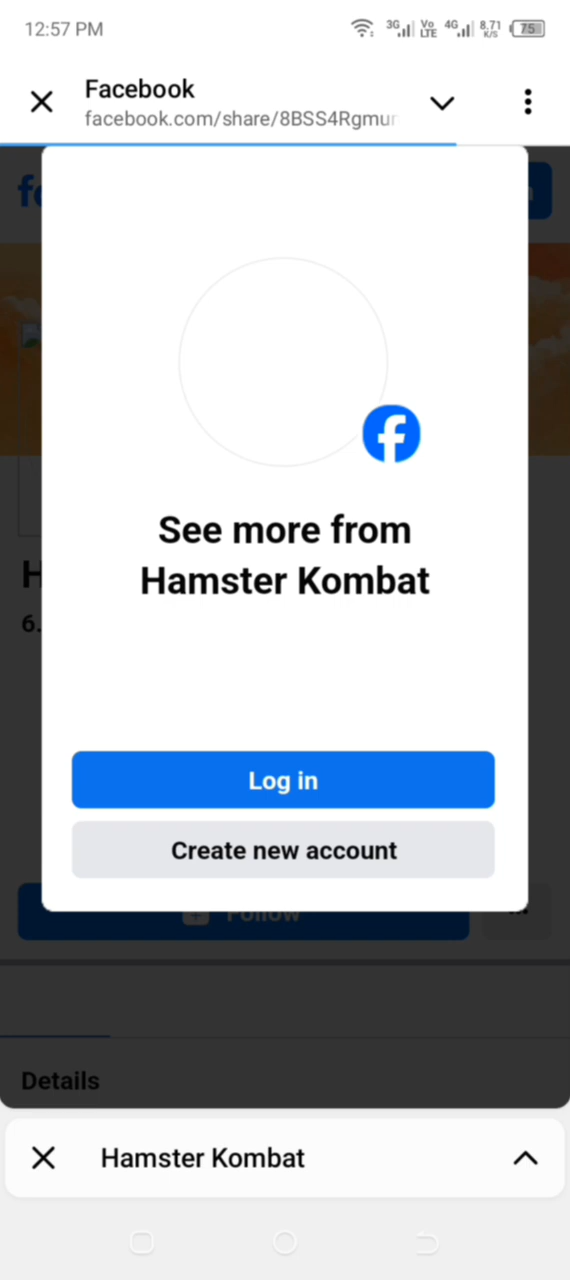 12:57 PM 3G Vo LTE 4G 8.71 K/S 75
Facebook
facebook.com/share/8BSS4Rgmur
See more from
Hamster Kombat
Log in
Create new account
Follow
Details
Hamster Kombat